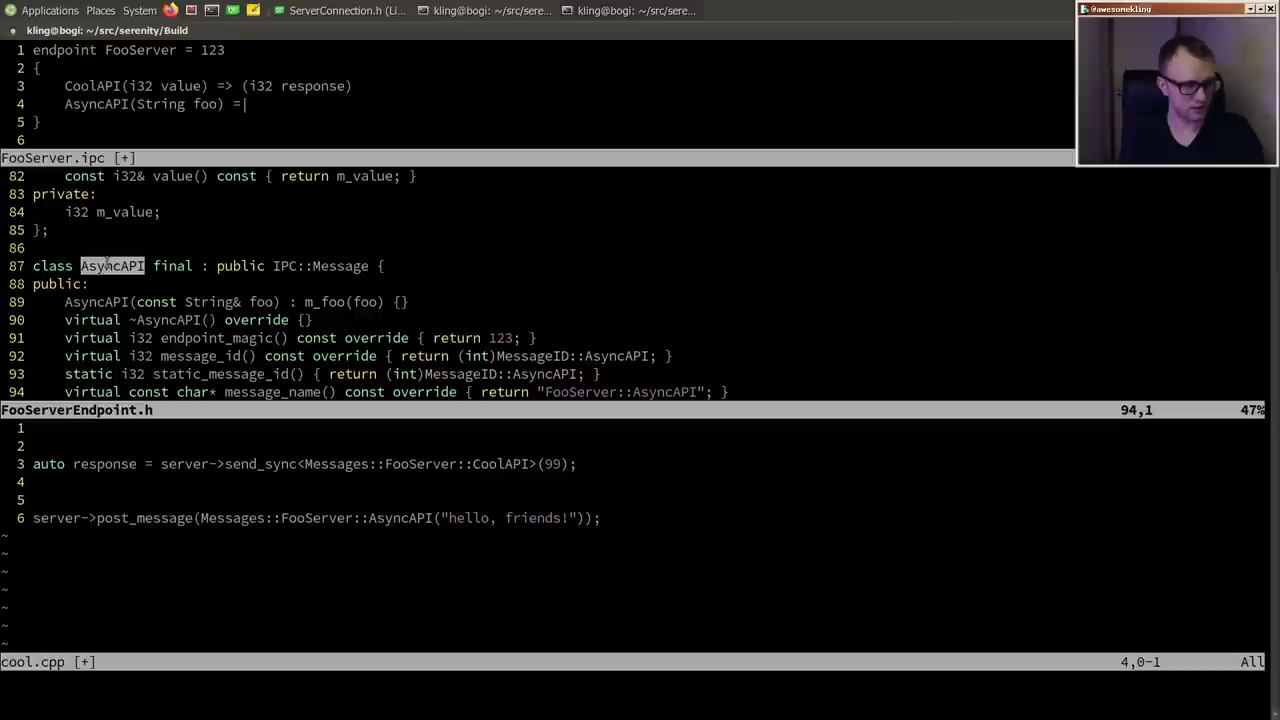 Applications Places System ServerConnection.h (Li... kling@bogi: ~/src/sere... kling@bogi: ~/src/sere...
@awesomekling
kling@bogi: ~/src/serenity/Build
1 endpoint FooServer = 123
2 {
3     CoolAPI(i32 value) => (i32 response)
4     AsyncAPI(String foo) =|
5 }
6
FooServer.ipc [+]
82     const i32& value() const { return m_value; }
83 private:
84     i32 m_value;
85 };
86
87 class AsyncAPI final : public IPC::Message {
88 public:
89     AsyncAPI(const String& foo) : m_foo(foo) {}
90     virtual ~AsyncAPI() override {}
91     virtual i32 endpoint_magic() const override { return 123; }
92     virtual i32 message_id() const override { return (int)MessageID::AsyncAPI; }
93     static i32 static_message_id() { return (int)MessageID::AsyncAPI; }
94     virtual const char* message_name() const override { return "FooServer::AsyncAPI"; }
FooServerEndpoint.h 94,1 47%
1
2
3 auto response = server->send_sync<Messages::FooServer::CoolAPI>(99);
4
5
6 server->post_message(Messages::FooServer::AsyncAPI("hello, friends!"));
~
~
~
~
~
~
~
cool.cpp [+] 4,0-1 All